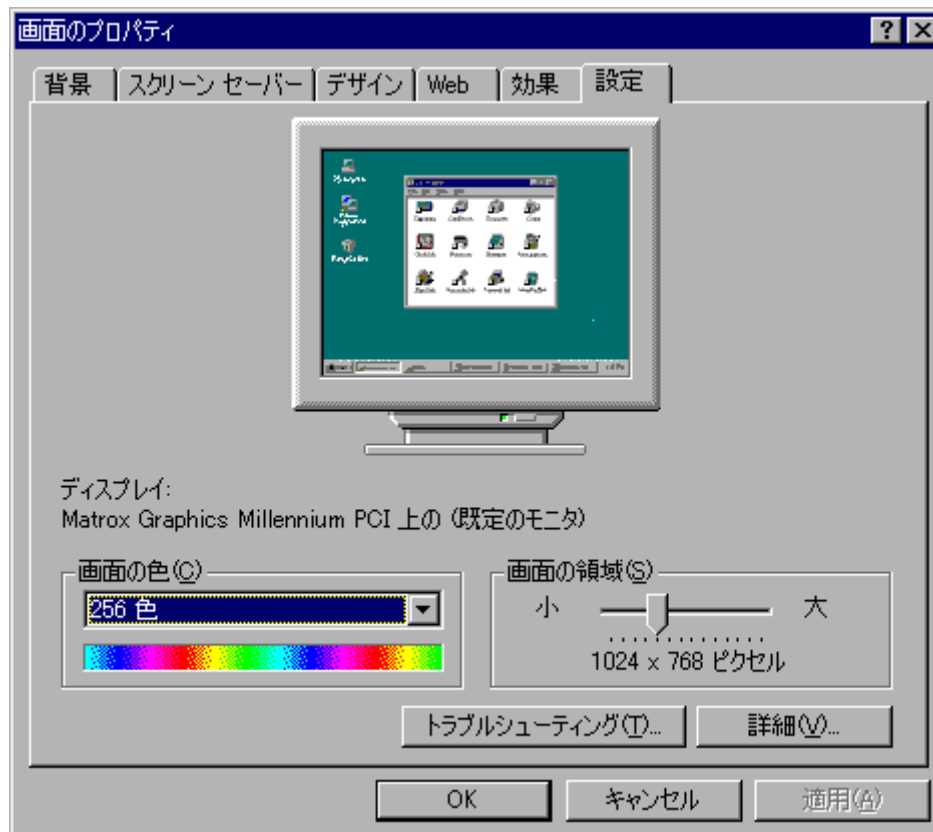 画面のプロパティ
背景 スクリーン セーバー デザイン Web 効果 設定
ディスプレイ:
Matrox Graphics Millennium PCI 上の (既定のモニタ)
画面の色(C)
256 色
画面の領域(S)
小 大
1024 x 768 ピクセル
トラブルシューティング(T)... 詳細(V)...
OK キャンセル 適用(A)